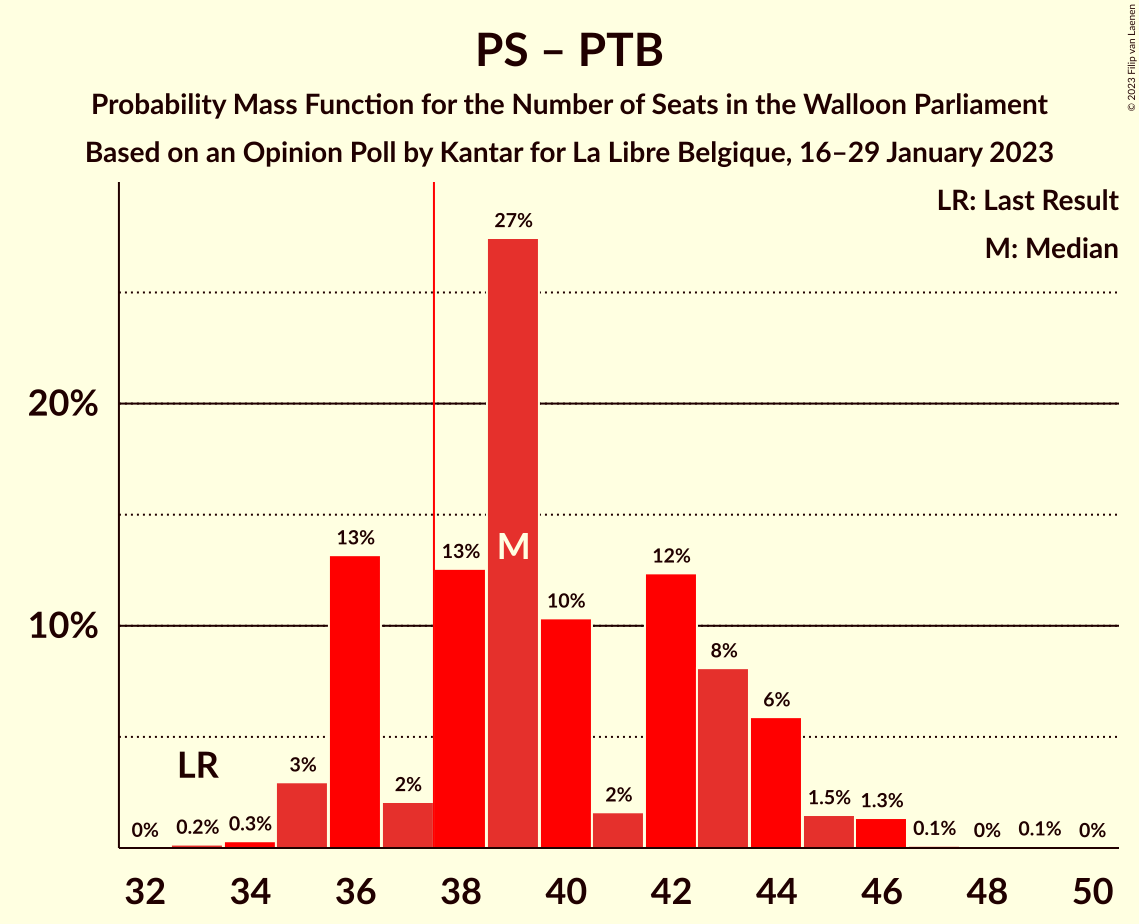 PS – PTB
Probability Mass Function for the Number of Seats in the Walloon Parliament
Based on an Opinion Poll by Kantar for La Libre Belgique, 16–29 January 2023
© 2023 Filip van Laenen
LR: Last Result
M: Median
20%
10%
0%
0.2%
0.3%
3%
13%
2%
13%
27%
10%
2%
12%
8%
6%
1.5%
1.3%
0.1%
0%
0.1%
0%
LR
M
32 34 36 38 40 42 44 46 48 50